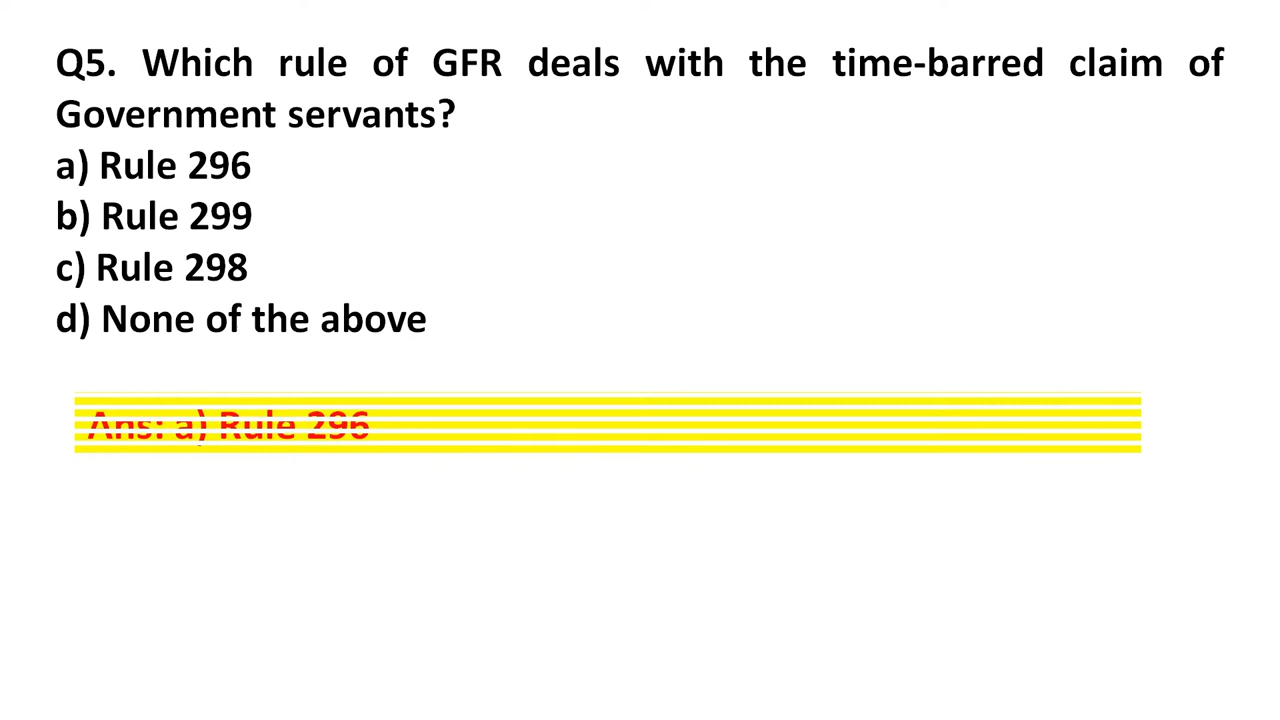 Q5. Which rule of GFR deals with the time-barred claim of
Government servants?
a) Rule 296
b) Rule 299
c) Rule 298
d) None of the above
Ans: a) Rule 296